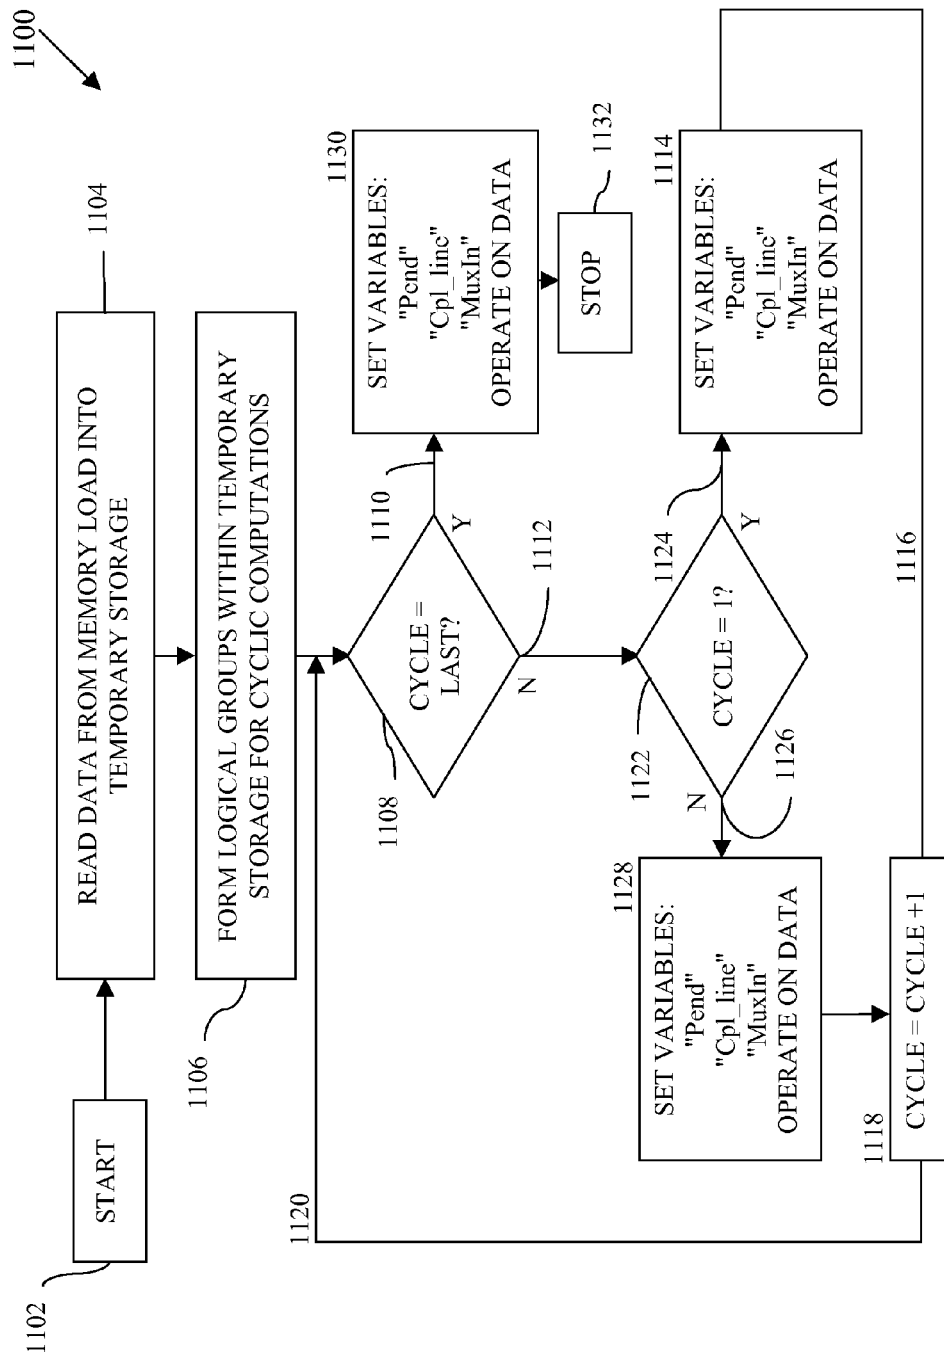 1100
START
1102
READ DATA FROM MEMORY LOAD INTO
TEMPORARY STORAGE
1104
FORM LOGICAL GROUPS WITHIN TEMPORARY
STORAGE FOR CYCLIC COMPUTATIONS
1106
1120
CYCLE =
LAST?
1108
1110
Y
N
1112
1130
SET VARIABLES:
"Pend"
"Cpl_line"
"MuxIn"
OPERATE ON DATA
STOP
1132
CYCLE = 1?
1122
1124
Y
N
1126
1114
SET VARIABLES:
"Pend"
"Cpl_line"
"MuxIn"
OPERATE ON DATA
1128
SET VARIABLES:
"Pend"
"Cpl_line"
"MuxIn"
OPERATE ON DATA
1116
1118
CYCLE = CYCLE +1